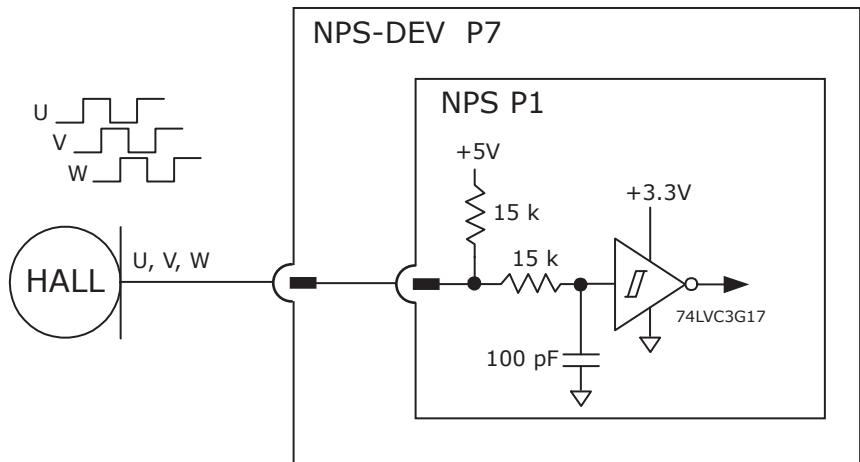 NPS-DEV P7
NPS P1
U
V
W
+5V
+3.3V
15 k
15 k
U, V, W
HALL
74LVC3G17
100 pF